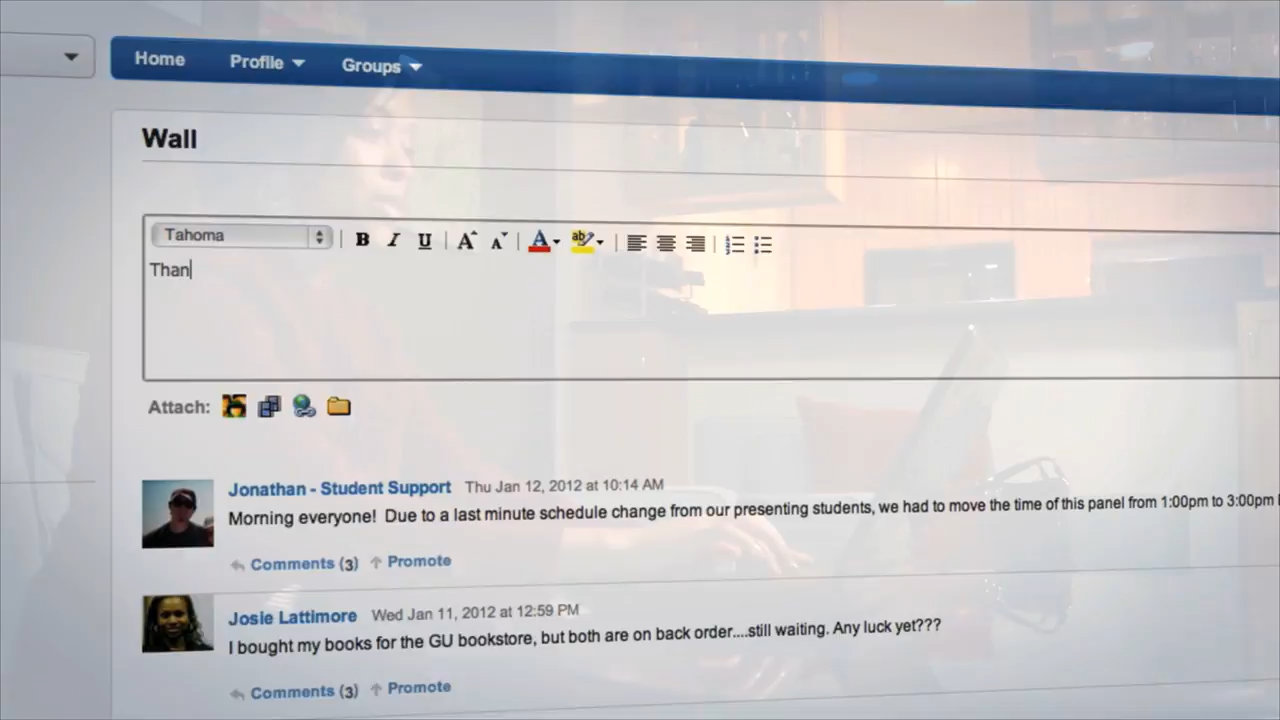 Home Profile Groups
Wall
Tahoma B I U A A A ab
Than
Attach:
Jonathan - Student Support Thu Jan 12, 2012 at 10:14 AM
Morning everyone! Due to a last minute schedule change from our presenting students, we had to move the time of this panel from 1:00pm to 3:00pm
Comments (3) Promote
Josie Lattimore Wed Jan 11, 2012 at 12:59 PM
I bought my books for the GU bookstore, but both are on back order....still waiting. Any luck yet???
Comments (3) Promote